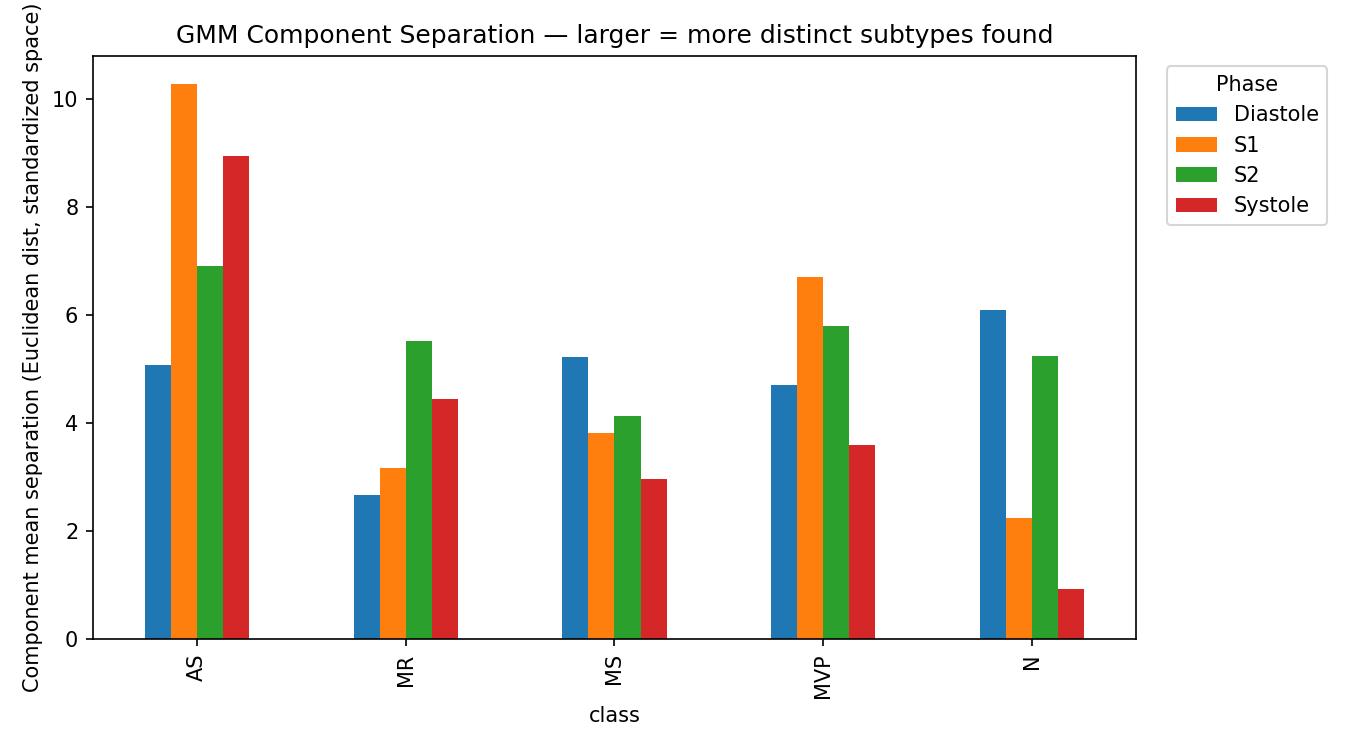 GMM Component Separation — larger = more distinct subtypes found
Component mean separation (Euclidean dist, standardized space)
10
8
6
4
2
0
AS
MR
MS
MVP
N
class
Phase
Diastole
S1
S2
Systole